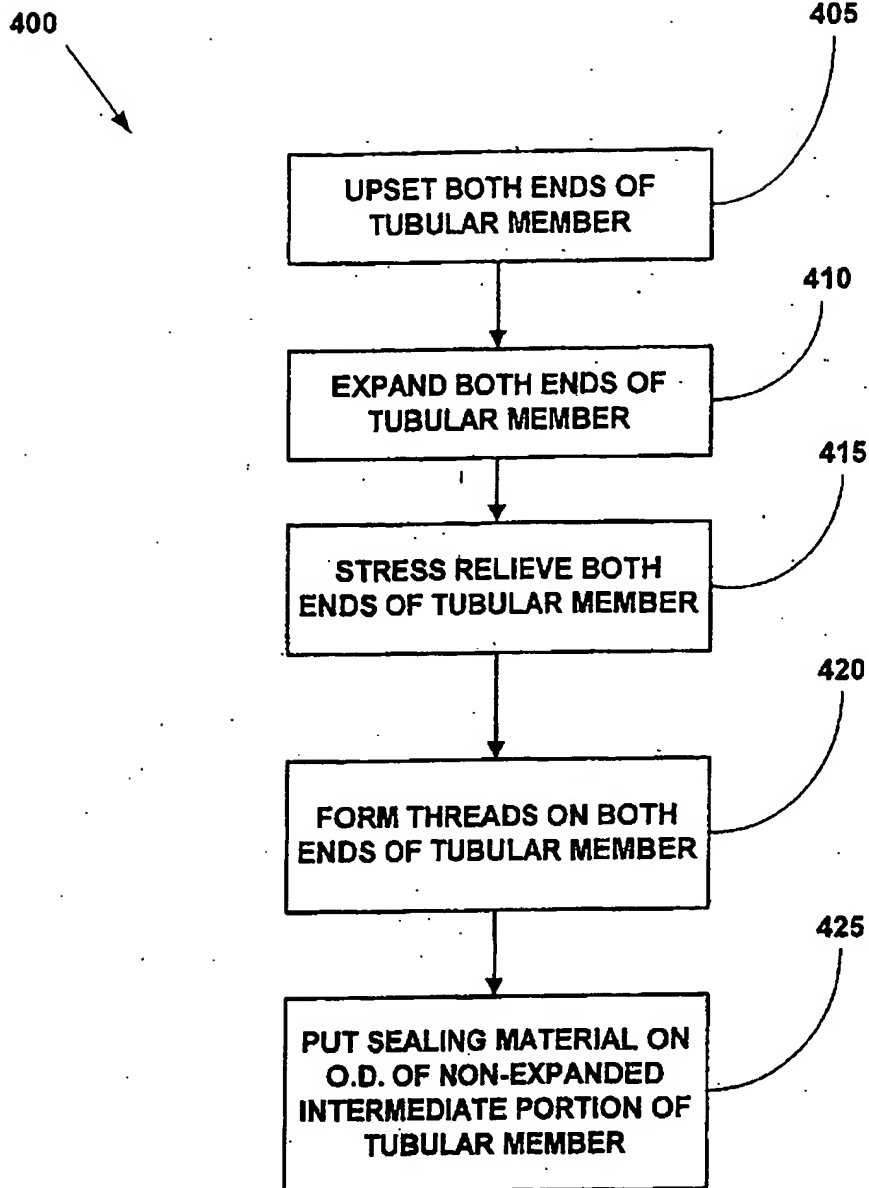 400
405
UPSET BOTH ENDS OF
TUBULAR MEMBER
410
EXPAND BOTH ENDS OF
TUBULAR MEMBER
415
STRESS RELIEVE BOTH
ENDS OF TUBULAR MEMBER
420
FORM THREADS ON BOTH
ENDS OF TUBULAR MEMBER
425
PUT SEALING MATERIAL ON
O.D. OF NON-EXPANDED
INTERMEDIATE PORTION OF
TUBULAR MEMBER